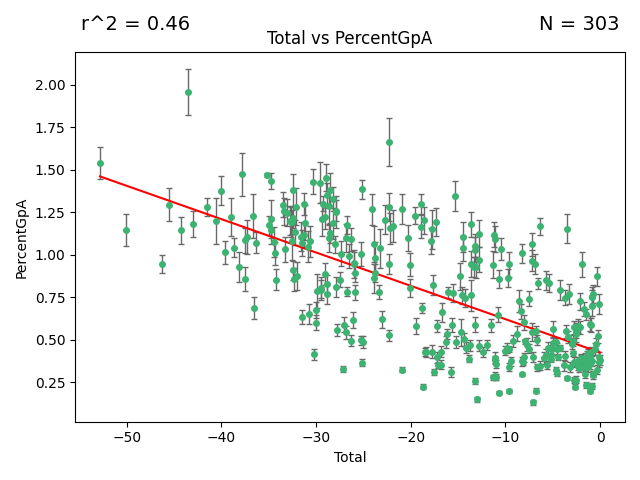 r^2 = 0.46
N = 303
Total vs PercentGpA
PercentGpA
2.00
1.75
1.50
1.25
1.00
0.75
0.50
0.25
−50
−40
−30
−20
−10
0
Total